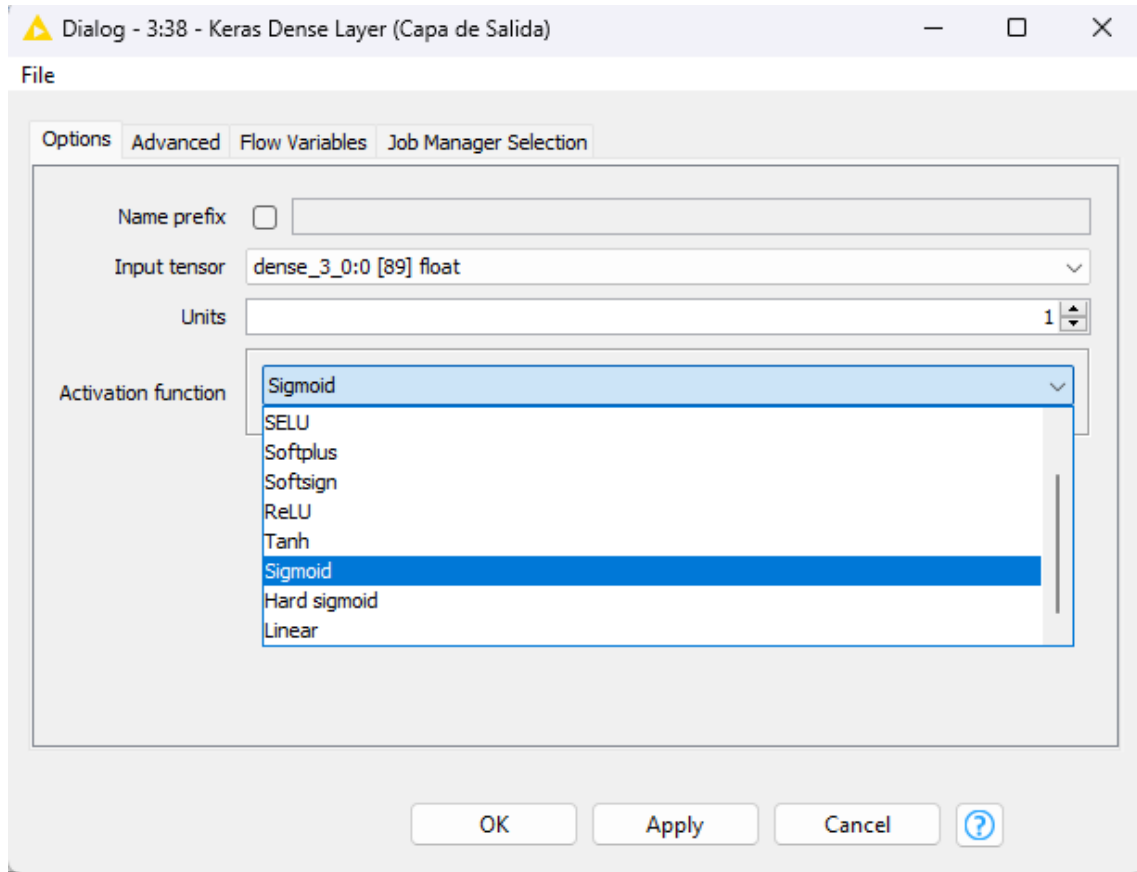 Dialog - 3:38 - Keras Dense Layer (Capa de Salida)
File
Options Advanced Flow Variables Job Manager Selection
Name prefix
Input tensor dense_3_0:0 [89] float
Units 1
Activation function Sigmoid
SELU
Softplus
Softsign
ReLU
Tanh
Sigmoid
Hard sigmoid
Linear
OK Apply Cancel ?